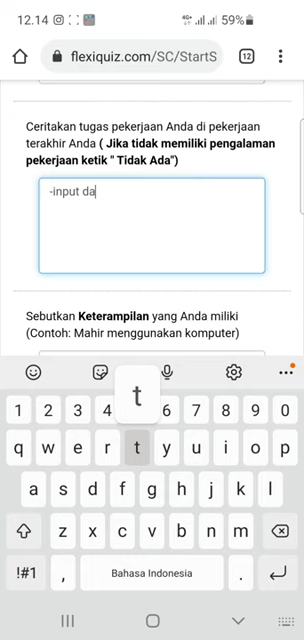 12.14 4G+ 59%
flexiquiz.com/SC/StartS 12
Ceritakan tugas pekerjaan Anda di pekerjaan
terakhir Anda ( Jika tidak memiliki pengalaman
pekerjaan ketik " Tidak Ada")
-input da
Sebutkan Keterampilan yang Anda miliki
(Contoh: Mahir menggunakan komputer)
t
1 2 3 4 6 7 8 9 0
q w e r t y u i o p
a s d f g h j k l
z x c v b n m
!#1 , Bahasa Indonesia .